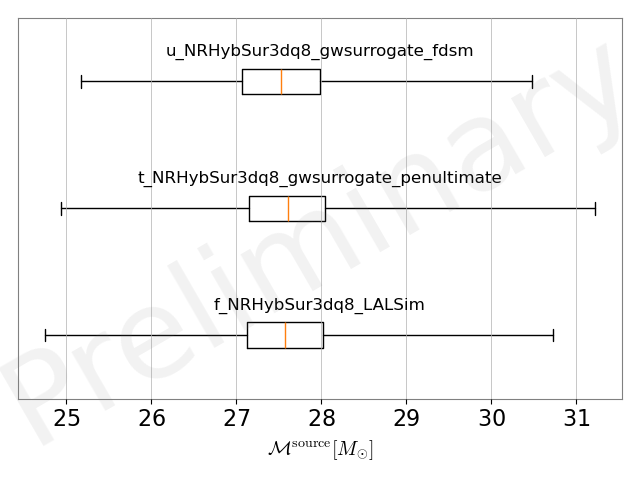 u_NRHybSur3dq8_gwsurrogate_fdsm
t_NRHybSur3dq8_gwsurrogate_penultimate
f_NRHybSur3dq8_LALSim
Preliminary
25 26 27 28 29 30 31
ℳ^source [M_⊙]